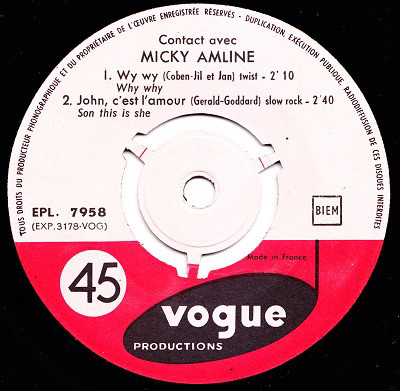 TOUS DROITS DU PRODUCTEUR PHONOGRAPHIQUE ET DU PROPRIÉTAIRE DE L'ŒUVRE ENREGISTRÉE RÉSERVÉS - DUPLICATION, EXÉCUTION PUBLIQUE, RADIODIFFUSION DE CES DISQUES INTERDITES
Contact avec
MICKY AMLINE
1. Wy wy (Coben-Jil et Jan) twist - 2'10
Why why
2. John, c'est l'amour (Gerald-Goddard) slow rock - 2'40
Son this is she
EPL. 7958
(EXP. 3178-VOG)
BIEM
Made in France
45
vogue
PRODUCTIONS